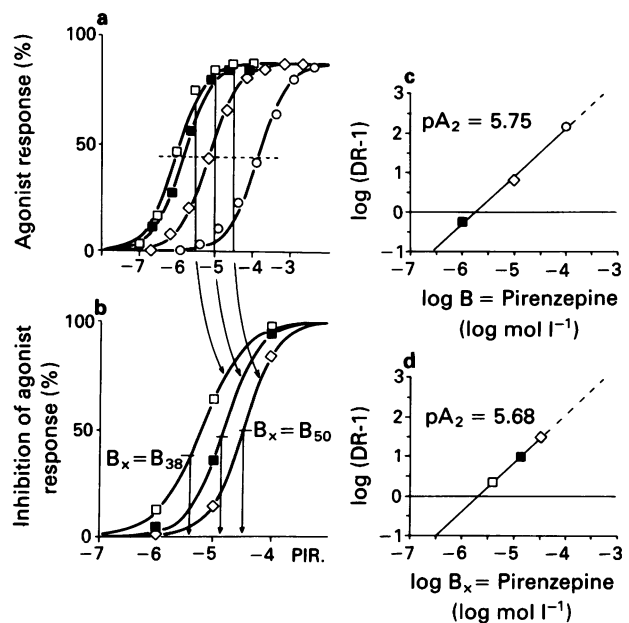 a
Agonist response (%)
100
50
0
−7 −6 −5 −4 −3
b
Inhibition of agonist
response (%)
100
50
0
Bx = B38
Bx = B50
−7 −6 −5 −4 PIR.
c
log (DR-1)
3
2
1
0
−1
pA2 = 5.75
−7 −6 −5 −4 −3
log B = Pirenzepine
(log mol l⁻¹)
d
log (DR-1)
3
2
1
0
−1
pA2 = 5.68
−7 −6 −5 −4 −3
log Bx = Pirenzepine
(log mol l⁻¹)